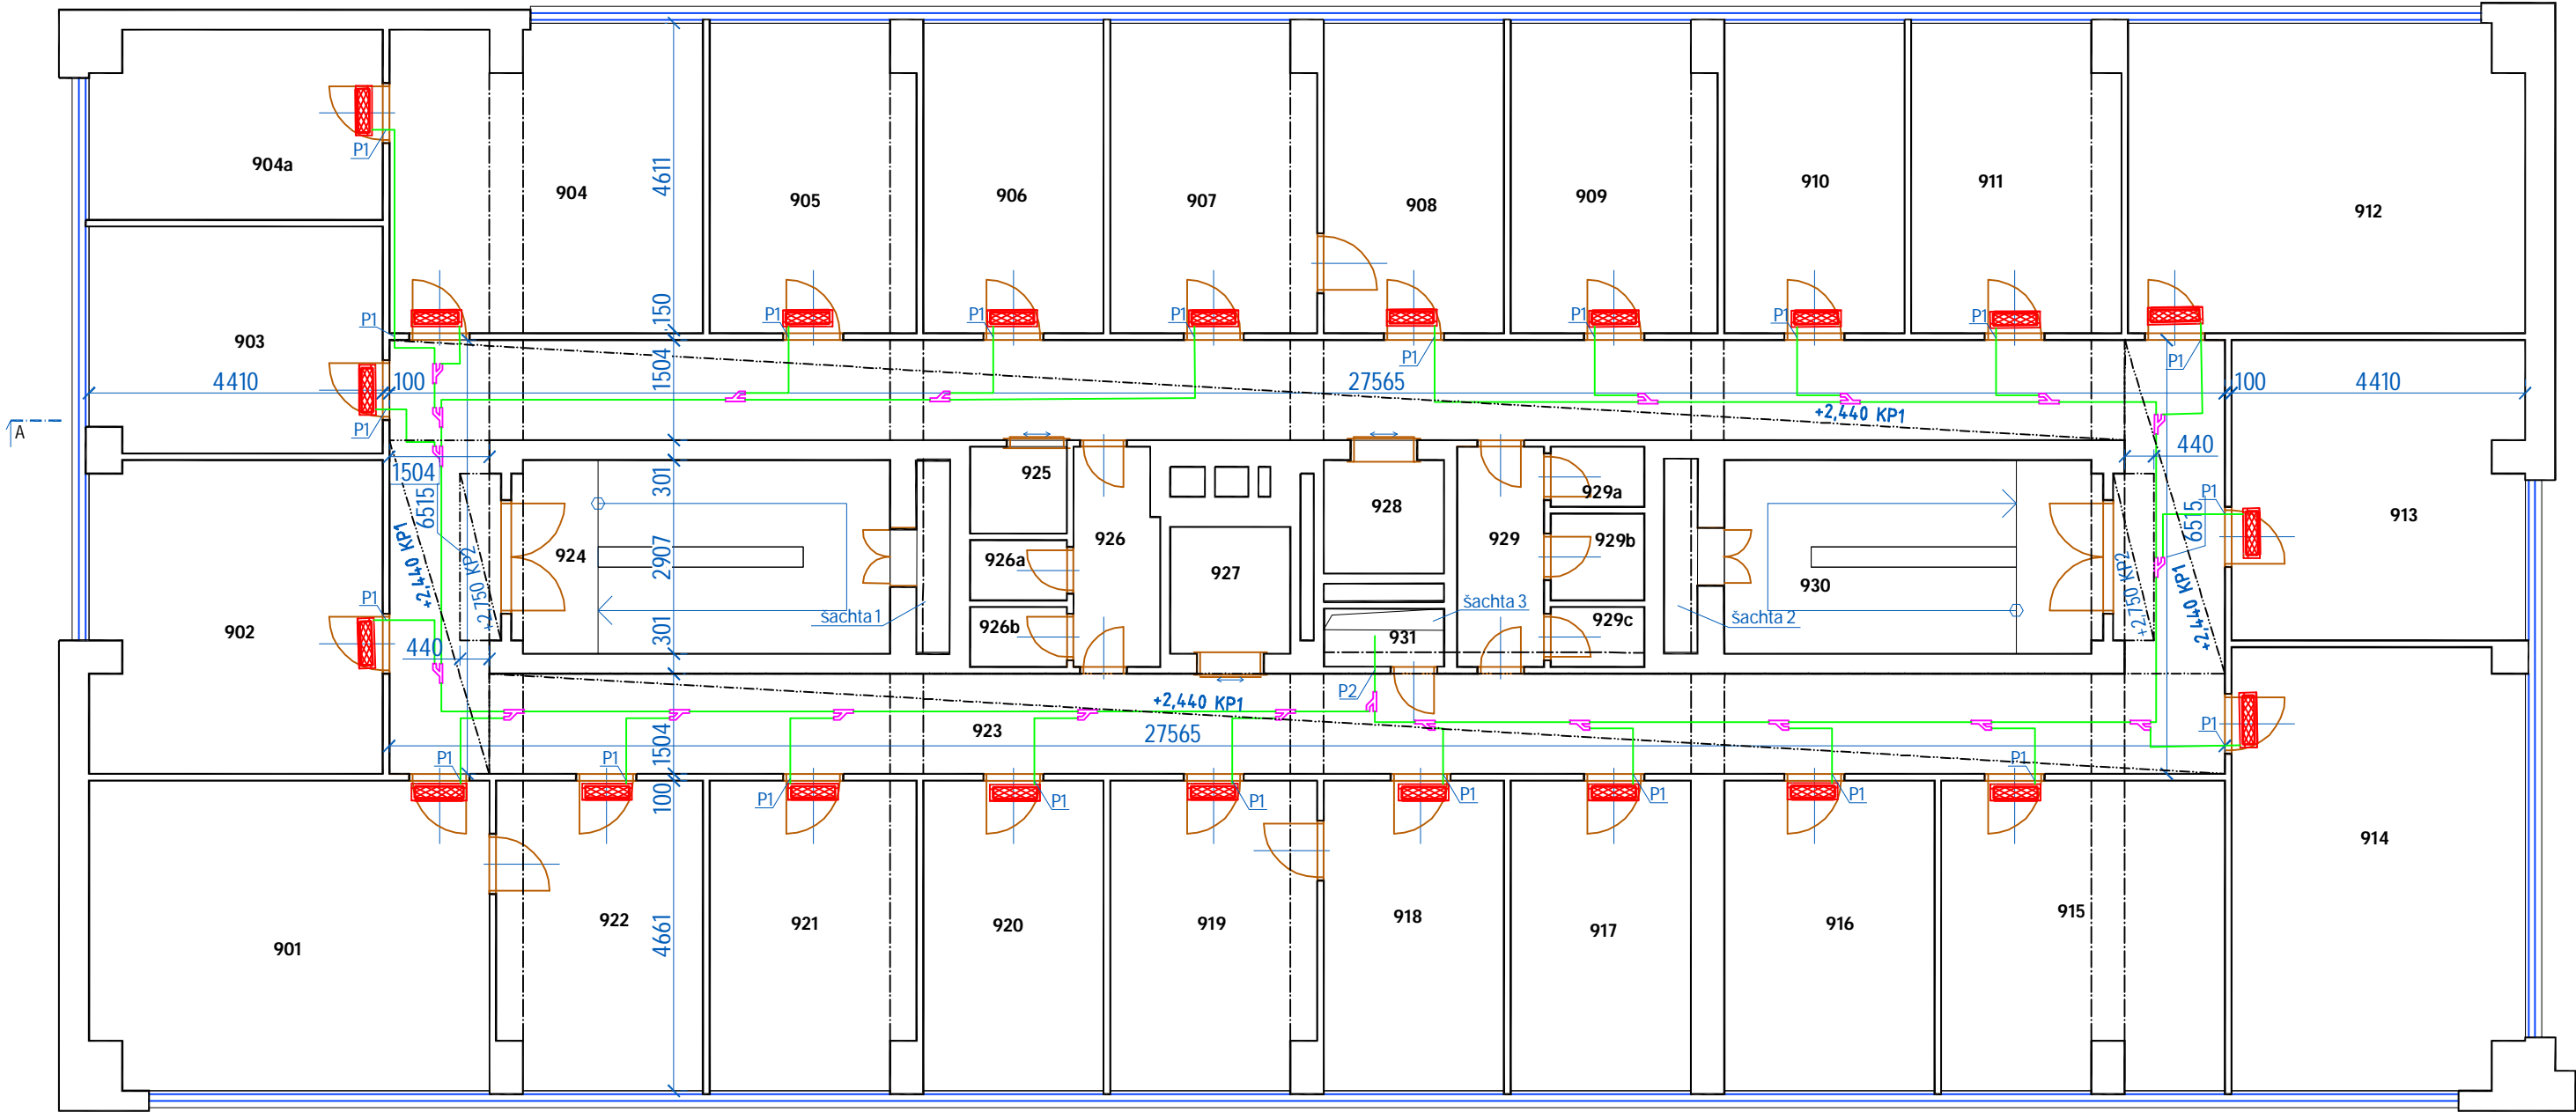 P1
904a
904
4611
905
906
907
908
909
910
911
912
150
P1
P1
P1
P1
P1
P1
P1
P1
P1
P1
903
4410
100
1504
27565
+2,440 KP1
100
4410
A
P1
1504
301
440
925
928
929a
P1
913
6515
+2,440 KP1
+2,750 KP2
924
2907
926
926a
927
929
929b
930
+2,750 KP2
6515
+2,440 KP1
P1
šachta 1
šachta 3
šachta 2
902
440
301
926b
931
929c
P2
+2,440 KP1
923
27565
1504
P1
P1
P1
P1
100
P1
P1
P1
P1
P1
P1
914
901
922
921
920
919
918
917
916
915
4661